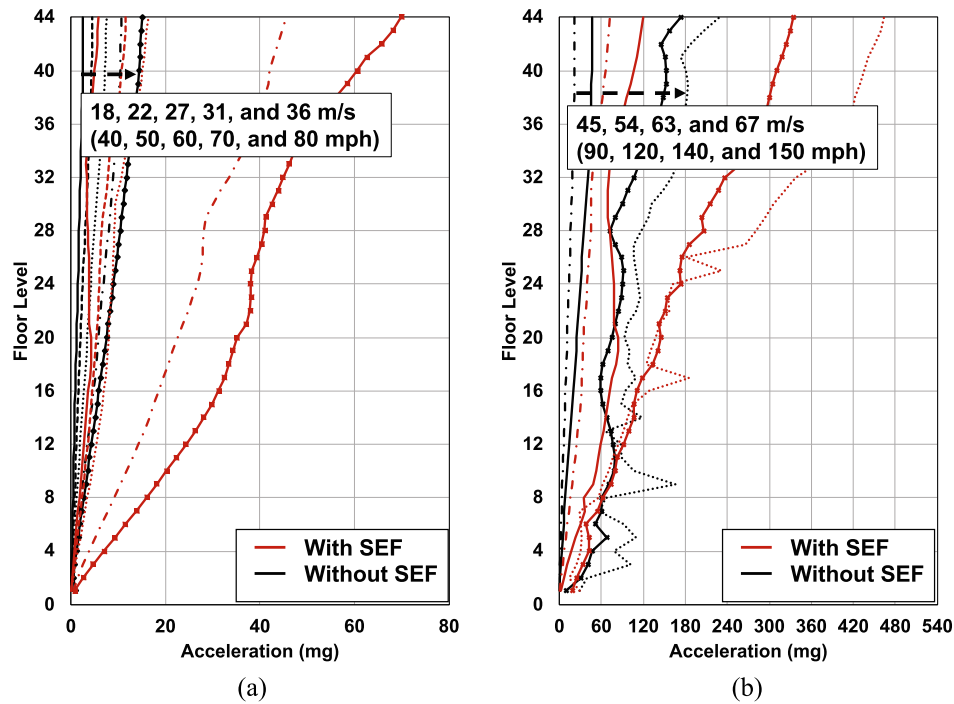 44
40
36
32
28
24
20
16
12
8
4
0
Floor Level
18, 22, 27, 31, and 36 m/s
(40, 50, 60, 70, and 80 mph)
With SEF
Without SEF
0 20 40 60 80
Acceleration (mg)
(a)
44
40
36
32
28
24
20
16
12
8
4
0
Floor Level
45, 54, 63, and 67 m/s
(90, 120, 140, and 150 mph)
With SEF
Without SEF
0 60 120 180 240 300 360 420 480 540
Acceleration (mg)
(b)